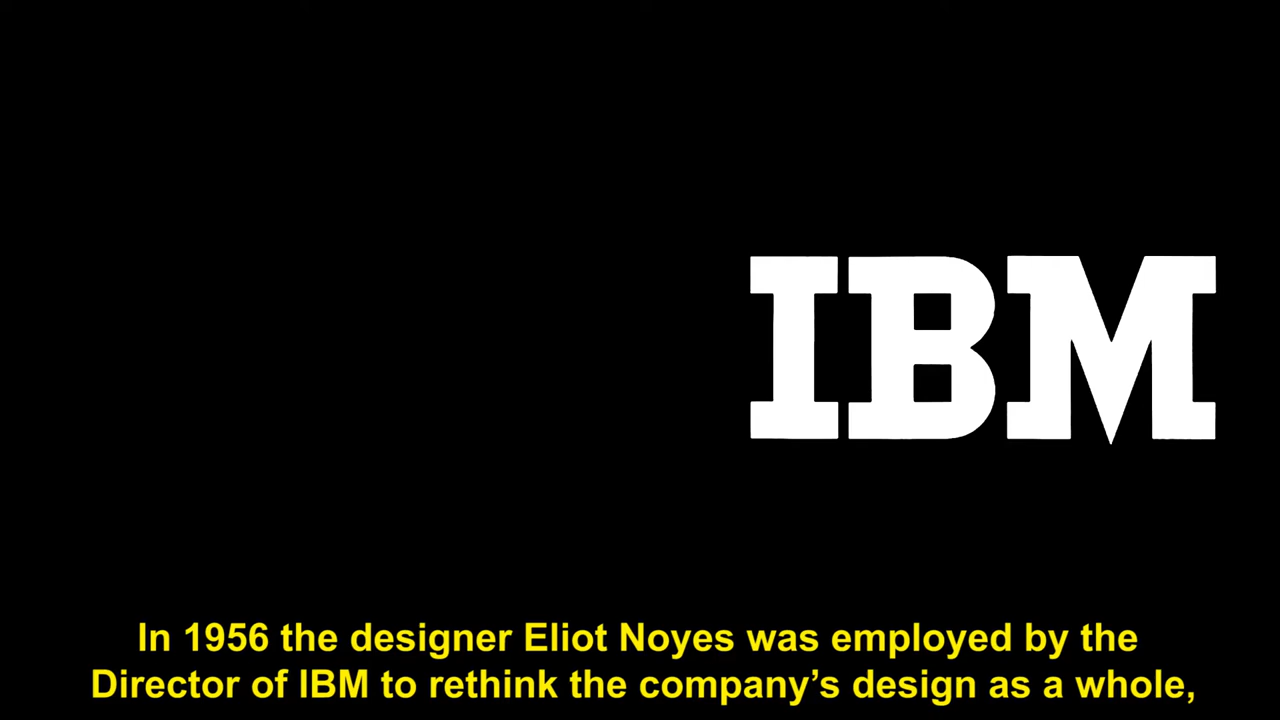 IBM
In 1956 the designer Eliot Noyes was employed by the
Director of IBM to rethink the company’s design as a whole,